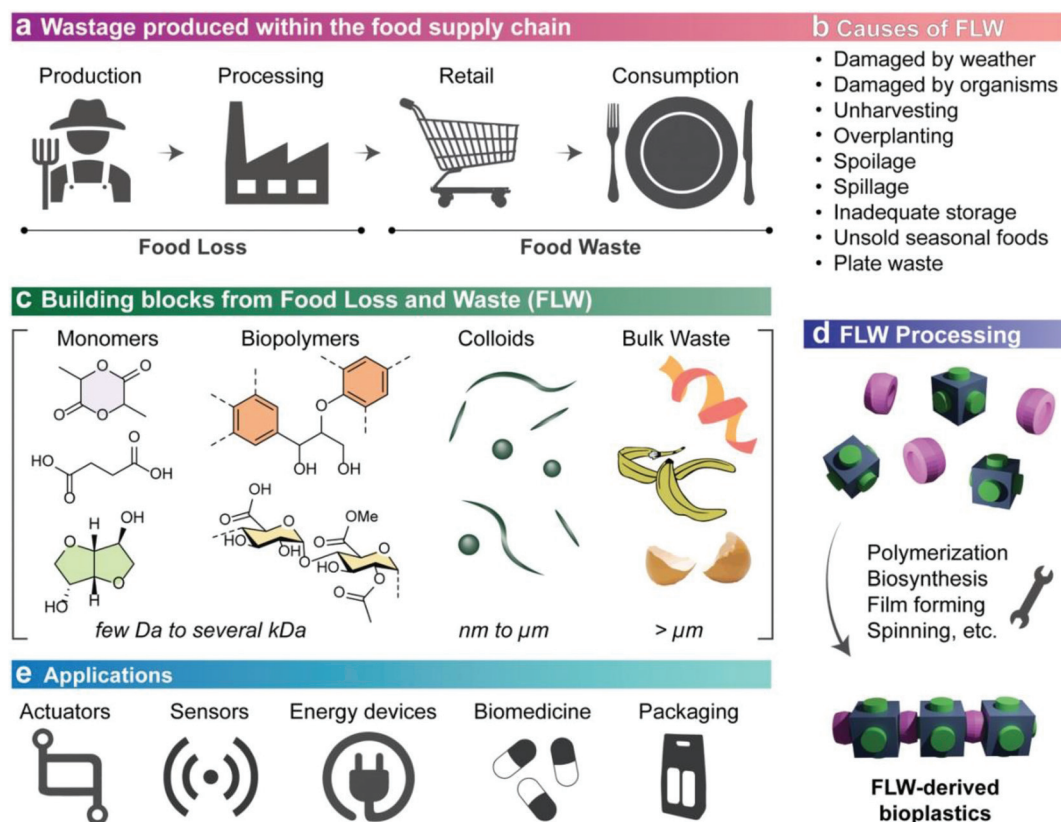 a Wastage produced within the food supply chain
Production Processing Retail Consumption
Food Loss Food Waste
b Causes of FLW
• Damaged by weather
• Damaged by organisms
• Unharvesting
• Overplanting
• Spoilage
• Spillage
• Inadequate storage
• Unsold seasonal foods
• Plate waste
c Building blocks from Food Loss and Waste (FLW)
Monomers Biopolymers Colloids Bulk Waste
O
O
O
O
O
HO
OH
O
OH
O
O
HO
H
H
O
O
OH
OH
O
OH
O
HO
OH
O
O
OMe
O
HO
O
O
O
few Da to several kDa nm to µm > µm
d FLW Processing
Polymerization
Biosynthesis
Film forming
Spinning, etc.
FLW-derived
bioplastics
e Applications
Actuators Sensors Energy devices Biomedicine Packaging